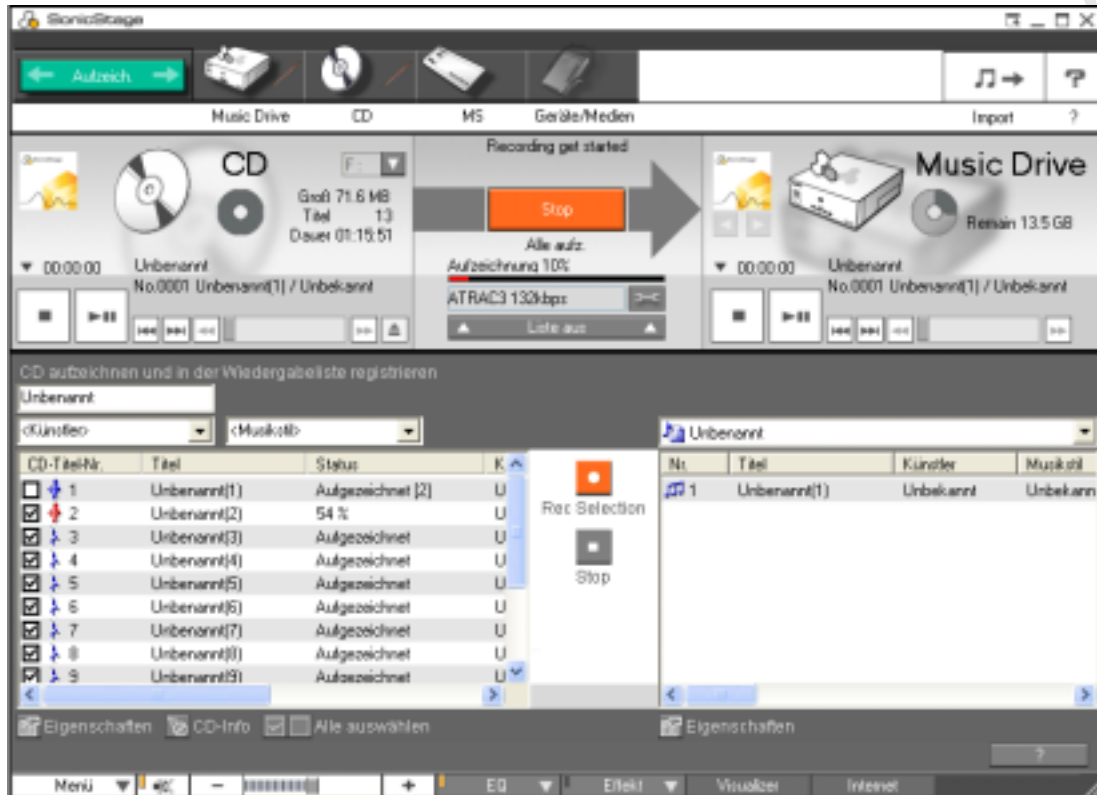 SonicStage
Aufzeich.
Music Drive CD MS Geräte/Medien Import ?
CD
F:
Groß 71.6 MB
Titel 13
Dauer 01:15:51
00:00:00 Unbenannt
No.0001 Unbenannt(1) / Unbekannt
Recording get started
Stop
Alle aufz.
Aufzeichnung 10%
ATRAC3 132kbps
Liste aus
Music Drive
Remain 13.5 GB
00:00:00 Unbenannt
No.0001 Unbenannt(1) / Unbekannt
CD aufzeichnen und in der Wiedergabeliste registrieren
Unbenannt
<Künstler> <Musikstil>
CD-Titel-Nr. Titel Status K
1 Unbenannt(1) Aufgezeichnet [2] U
2 Unbenannt(2) 54 % U
3 Unbenannt(3) Aufgezeichnet U
4 Unbenannt(4) Aufgezeichnet U
5 Unbenannt(5) Aufgezeichnet U
6 Unbenannt(6) Aufgezeichnet U
7 Unbenannt(7) Aufgezeichnet U
8 Unbenannt(8) Aufgezeichnet U
9 Unbenannt(9) Aufgezeichnet U
Rec Selection
Stop
Unbenannt
Nr. Titel Künstler Musikstil
1 Unbenannt(1) Unbekannt Unbekann
Eigenschaften CD-Info Alle auswählen
Eigenschaften
?
Menü - + EQ Effekt Visualizer Internet